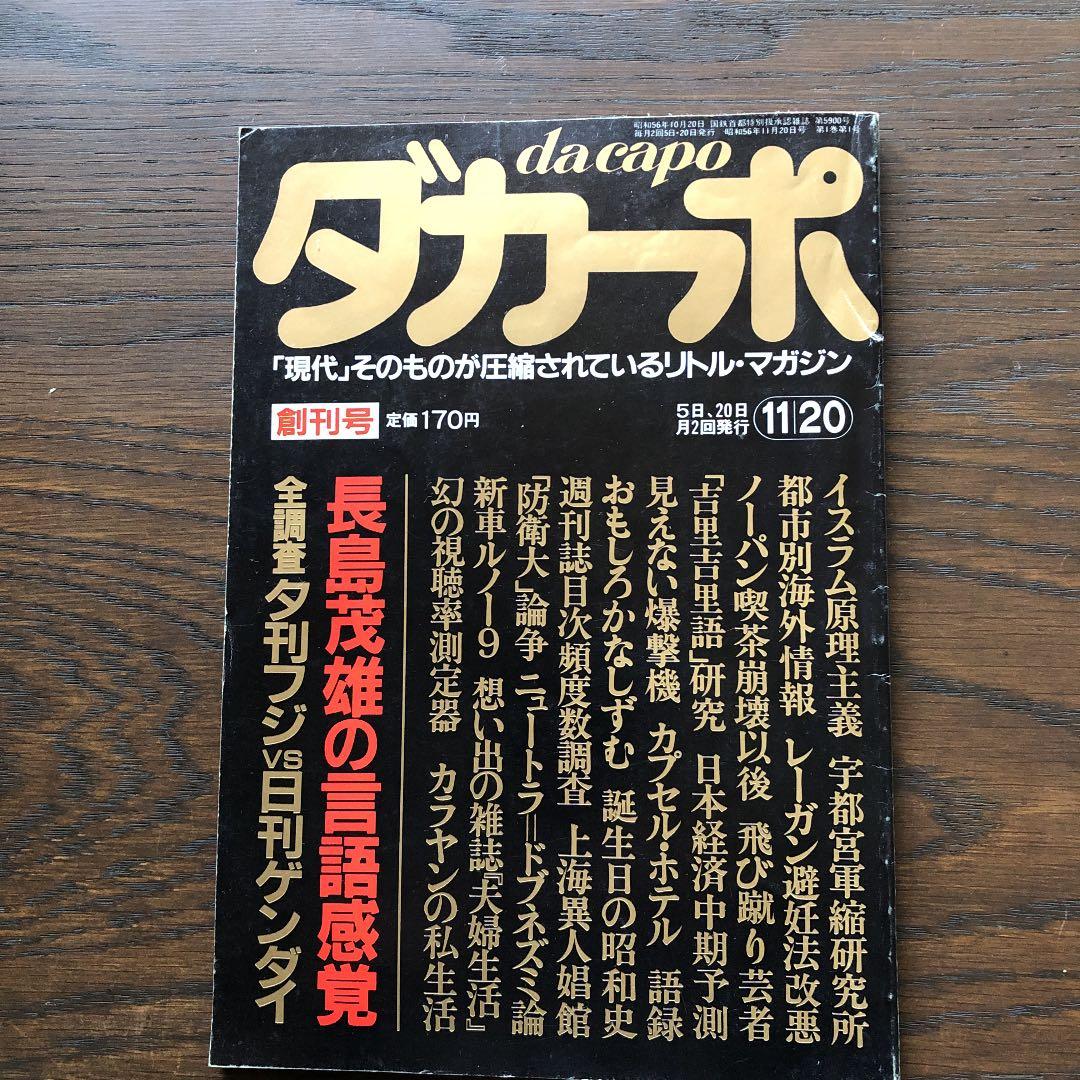 昭和56年10月20日 国鉄首都特別扱承認雑誌 第5900号
毎月2回5日・20日発行 昭和56年11月20日号 第1巻第1号
da capo
ダカーポ
「現代」そのものが圧縮されているリトル・マガジン
創刊号 定価170円
5日、20日
月2回発行
11|20
イスラム原理主義 宇都宮軍縮研究所
都市別海外情報 レーガン避妊法改悪
ノーパン喫茶崩壊以後 飛び蹴り芸者
「吉里吉里語」研究 日本経済中期予測
見えない爆撃機 カプセル・ホテル 語録
おもしろかなしずむ 誕生日の昭和史
週刊誌目次頻度数調査 上海異人娼館
「防衛大」論争 ニュートラ=ドブネズミ論
新車ルノー9 想い出の雑誌『夫婦生活』
幻の視聴率測定器 カラヤンの私生活
長島茂雄の言語感覚
全調査 夕刊フジvs日刊ゲンダイ